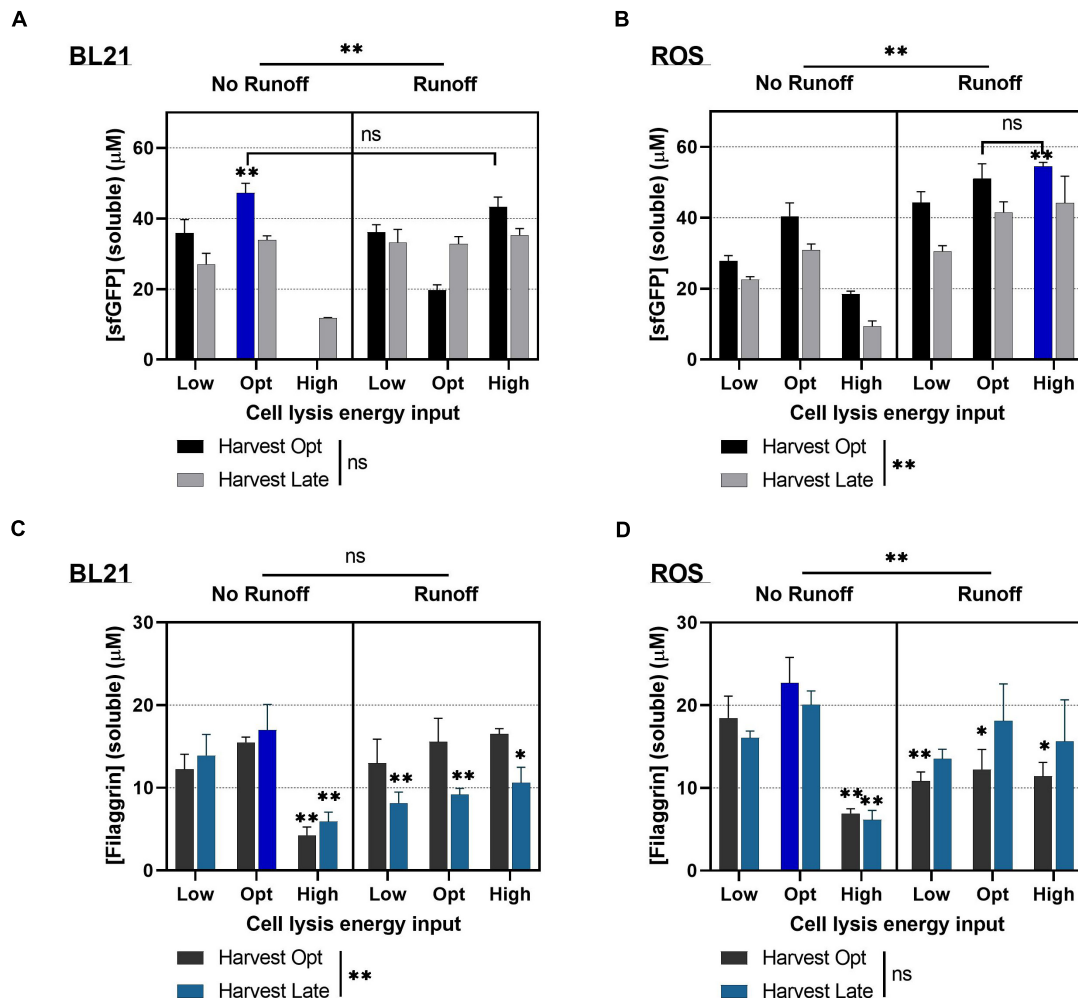 A
BL21
**
No Runoff Runoff
ns
**
[sfGFP] (soluble) (μM)
60
40
20
0
Low Opt High Low Opt High
Cell lysis energy input
Harvest Opt
Harvest Late
ns
B
ROS
**
No Runoff Runoff
ns
**
[sfGFP] (soluble) (μM)
60
40
20
0
Low Opt High Low Opt High
Cell lysis energy input
Harvest Opt
Harvest Late
**
C
BL21
ns
No Runoff Runoff
[Filaggrin] (soluble) (μM)
30
20
10
0
** ** ** ** *
Low Opt High Low Opt High
Cell lysis energy input
Harvest Opt
Harvest Late
**
D
ROS
**
No Runoff Runoff
[Filaggrin] (soluble) (μM)
30
20
10
0
** ** ** * *
Low Opt High Low Opt High
Cell lysis energy input
Harvest Opt
Harvest Late
ns